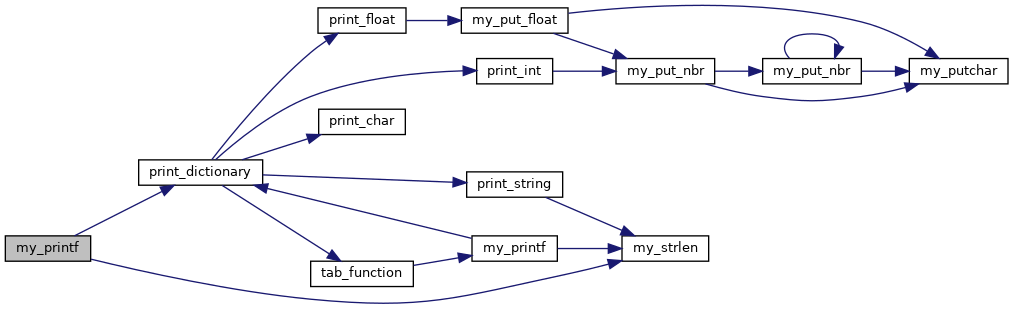 print_float
my_put_float
print_int
my_put_nbr
my_put_nbr
my_putchar
print_char
print_dictionary
print_string
my_printf
my_printf
my_strlen
tab_function